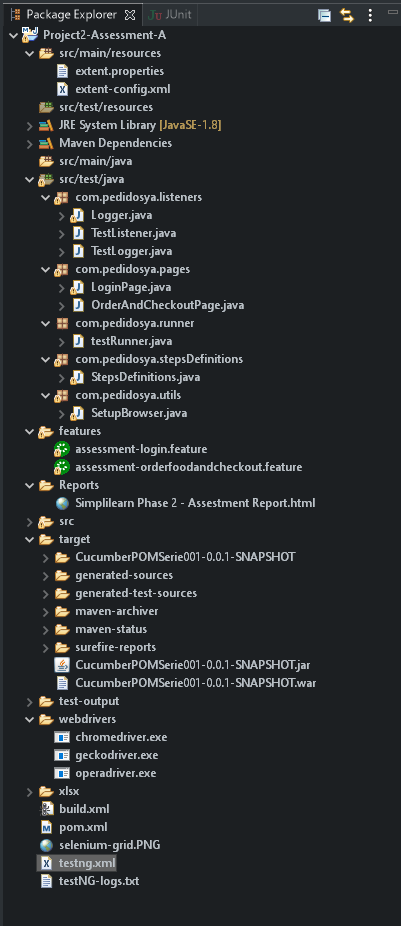 Package Explorer JUnit
Project2-Assessment-A
src/main/resources
extent.properties
extent-config.xml
src/test/resources
JRE System Library [JavaSE-1.8]
Maven Dependencies
src/main/java
src/test/java
com.pedidosya.listeners
Logger.java
TestListener.java
TestLogger.java
com.pedidosya.pages
LoginPage.java
OrderAndCheckoutPage.java
com.pedidosya.runner
testRunner.java
com.pedidosya.stepsDefinitions
StepsDefinitions.java
com.pedidosya.utils
SetupBrowser.java
features
assessment-login.feature
assessment-orderfoodandcheckout.feature
Reports
Simplilearn Phase 2 - Assestment Report.html
src
target
CucumberPOMSerie001-0.0.1-SNAPSHOT
generated-sources
generated-test-sources
maven-archiver
maven-status
surefire-reports
CucumberPOMSerie001-0.0.1-SNAPSHOT.jar
CucumberPOMSerie001-0.0.1-SNAPSHOT.war
test-output
webdrivers
chromedriver.exe
geckodriver.exe
operadriver.exe
xlsx
build.xml
pom.xml
selenium-grid.PNG
testng.xml
testNG-logs.txt